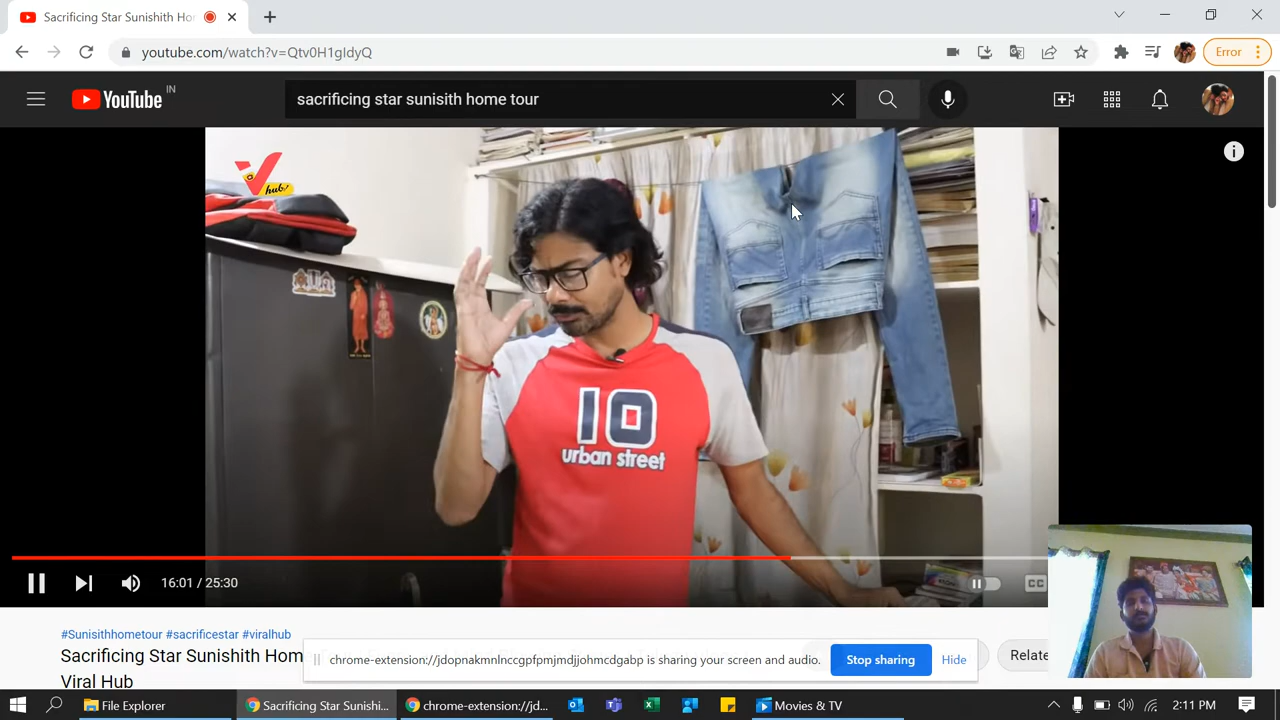 Sacrificing Star Sunishith Ho
youtube.com/watch?v=Qtv0H1gIdyQ
Error
YouTube IN
sacrificing star sunisith home tour
V
hub
10
urban street
16:01 / 25:30
CC
#Sunisithhometour #sacrificestar #viralhub
Sacrificing Star Sunishith Hom
Viral Hub
Relate
chrome-extension://jdopnakmnlnccgpfpmjmdjjohmcdgabp is sharing your screen and audio.
Stop sharing
Hide
File Explorer
Sacrificing Star Sunishi...
chrome-extension://jd...
Movies & TV
2:11 PM